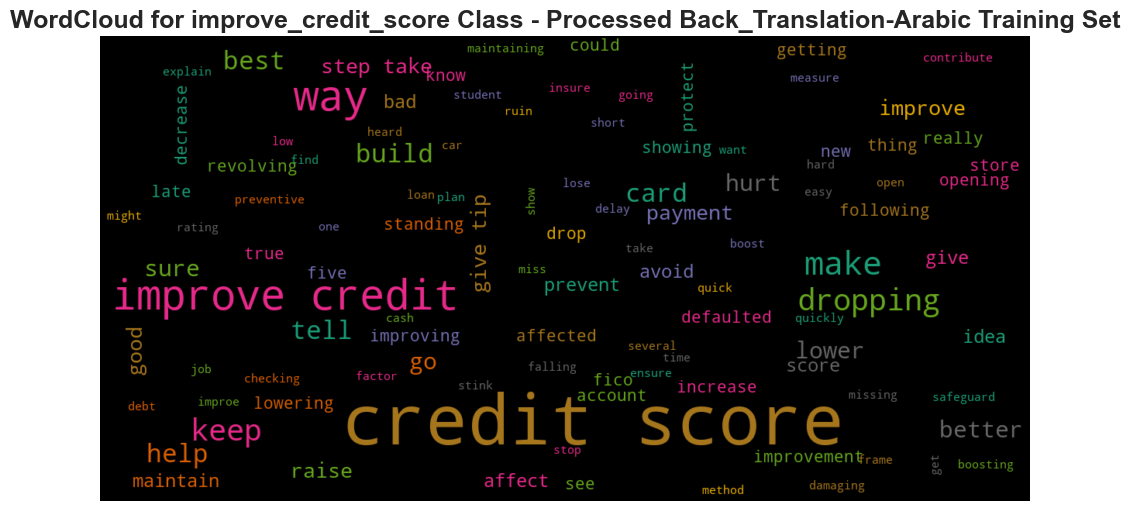 WordCloud for improve_credit_score Class - Processed Back_Translation-Arabic Training Set
maintaining
could
getting
contribute
best
explain
step take
know
measure
way
bad
student
insure
going
protect
improve
decrease
ruin
short
heard
low
find
build
car
showing
want
new
thing
really
revolving
hard
store
opening
late
preventive
loan
plan
show
lose
card
hurt
easy
open
might
rating
one
standing
give tip
delay
payment
following
drop
take
boost
true
sure
five
miss
prevent
avoid
quick
make
give
improve credit
dropping
cash
defaulted
quickly
tell
improving
affected
idea
good
several
time
lower
score
go
job
checking
factor
falling
ensure
stink
fico
account
increase
missing
safeguard
debt
improe
lowering
credit score
keep
better
help
stop
improvement
frame
get
boosting
raise
maintain
affect
see
method
damaging